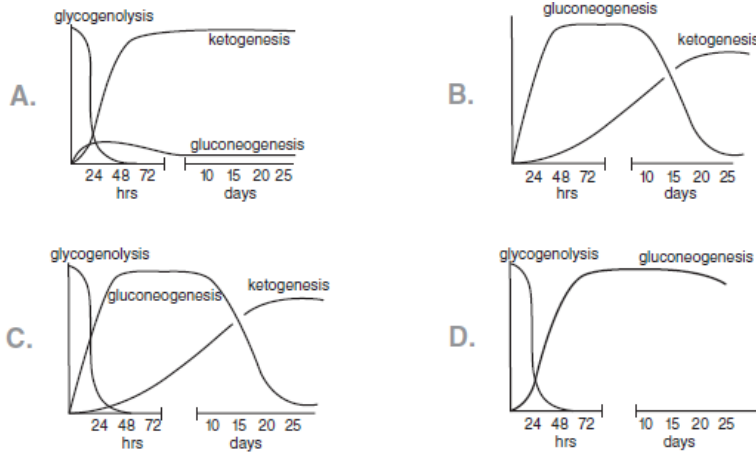 glycogenolysis
ketogenesis
A.
gluconeogenesis
24 48 72 10 15 20 25
hrs days
gluconeogenesis
ketogenesis
B.
24 48 72 10 15 20 25
hrs days
glycogenolysis
ketogenesis
gluconeogenesis
C.
24 48 72 10 15 20 25
hrs days
glycogenolysis
gluconeogenesis
D.
24 48 72 10 15 20 25
hrs days